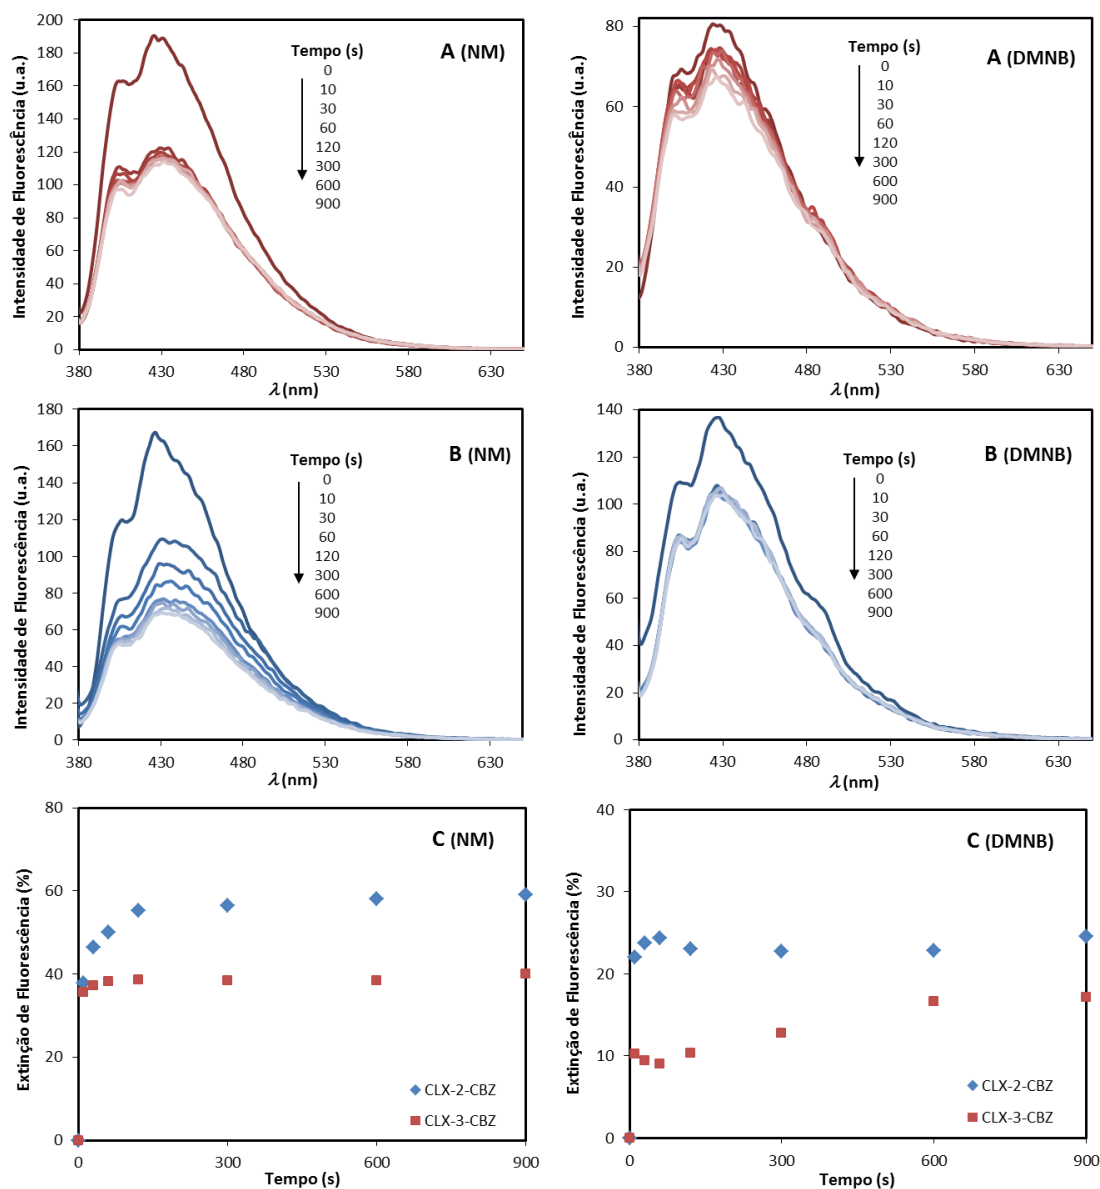 A (NM)
Intensidade de FluorescÊncia (u.a.)
200
180
160
140
120
100
80
60
40
20
0
Tempo (s)
0
10
30
60
120
300
600
900
380 430 480 530 580 630
λ (nm)
A (DMNB)
Intensidade de FluorescÊncia (u.a.)
80
60
40
20
0
Tempo (s)
0
10
30
60
120
300
600
900
380 430 480 530 580 630
λ (nm)
B (NM)
Intensidade de Fluorescência (u.a.)
180
160
140
120
100
80
60
40
20
0
Tempo (s)
0
10
30
60
120
300
600
900
380 430 480 530 580 630
λ (nm)
B (DMNB)
Intensidade de Fluorescência (u.a.)
140
120
100
80
60
40
20
0
Tempo (s)
0
10
30
60
120
300
600
900
380 430 480 530 580 630
λ (nm)
C (NM)
Extinção de Fluorescência (%)
80
60
40
20
0
CLX-2-CBZ
CLX-3-CBZ
0 300 600 900
Tempo (s)
C (DMNB)
Extinção de Fluorescência (%)
40
30
20
10
0
CLX-2-CBZ
CLX-3-CBZ
0 300 600 900
Tempo (s)